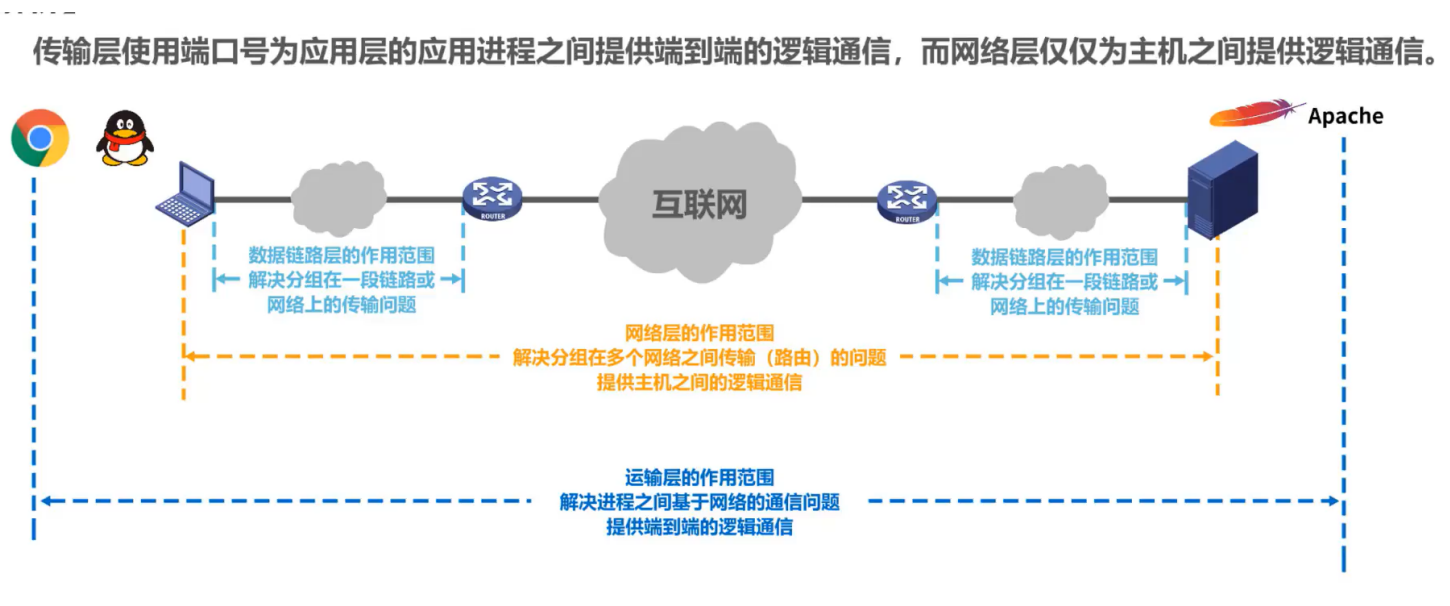 传输层使用端口号为应用层的应用进程之间提供端到端的逻辑通信，而网络层仅仅为主机之间提供逻辑通信。
Apache
互联网
ROUTER
ROUTER
数据链路层的作用范围
解决分组在一段链路或
网络上的传输问题
数据链路层的作用范围
解决分组在一段链路或
网络上的传输问题
网络层的作用范围
解决分组在多个网络之间传输（路由）的问题
提供主机之间的逻辑通信
运输层的作用范围
解决进程之间基于网络的通信问题
提供端到端的逻辑通信